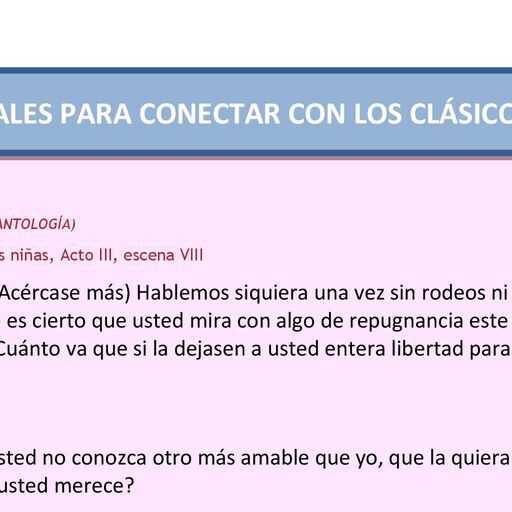 ALES PARA CONECTAR CON LOS CLÁSICO
ANTOLOGÍA)
s niñas, Acto III, escena VIII
Acércase más) Hablemos siquiera una vez sin rodeos ni
es cierto que usted mira con algo de repugnancia este
Cuánto va que si la dejasen a usted entera libertad para
sted no conozca otro más amable que yo, que la quiera
usted merece?